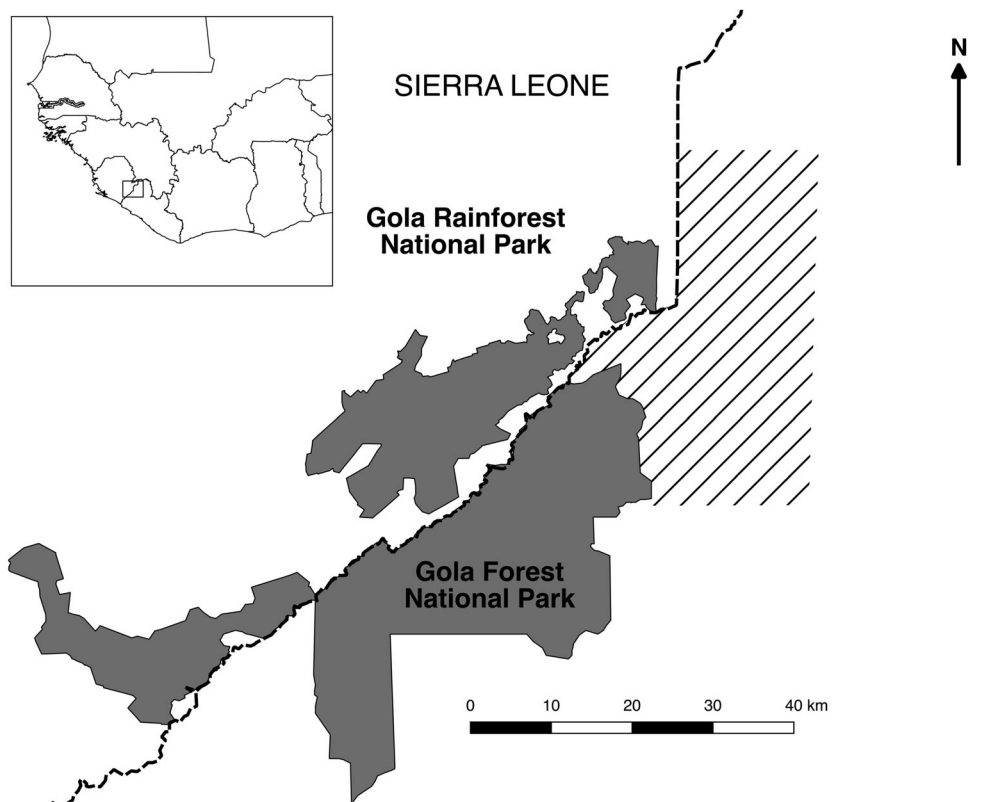 SIERRA LEONE
N
Gola Rainforest
National Park
Gola Forest
National Park
0 10 20 30 40 km